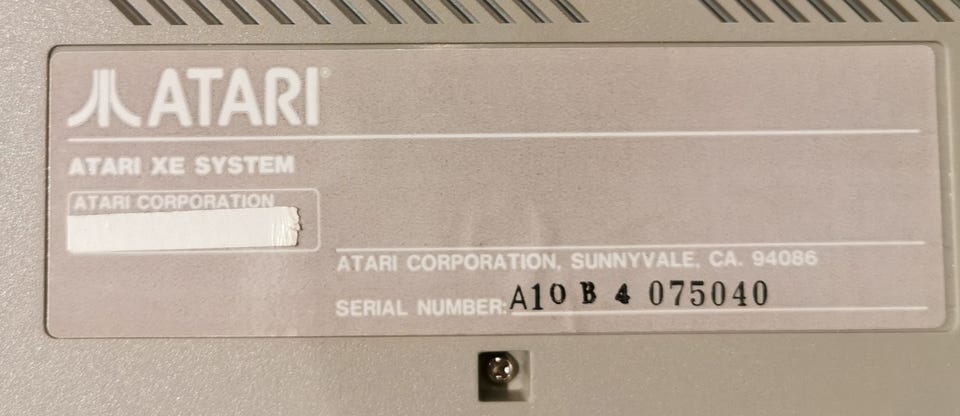 ATARI®
ATARI XE SYSTEM
ATARI CORPORATION
ATARI CORPORATION, SUNNYVALE, CA. 94086
SERIAL NUMBER: A10 B 4 075040